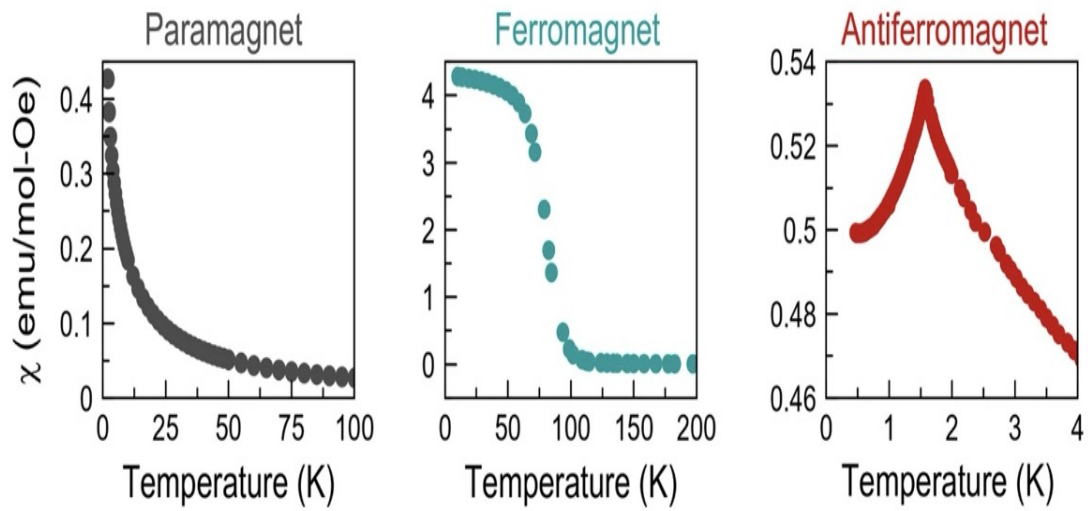 Paramagnet
Ferromagnet
Antiferromagnet
χ (emu/mol-Oe)
0.4
0.3
0.2
0.1
0
0 25 50 75 100
Temperature (K)
4
3
2
1
0
0 50 100 150 200
Temperature (K)
0.54
0.52
0.5
0.48
0.46
0 1 2 3 4
Temperature (K)